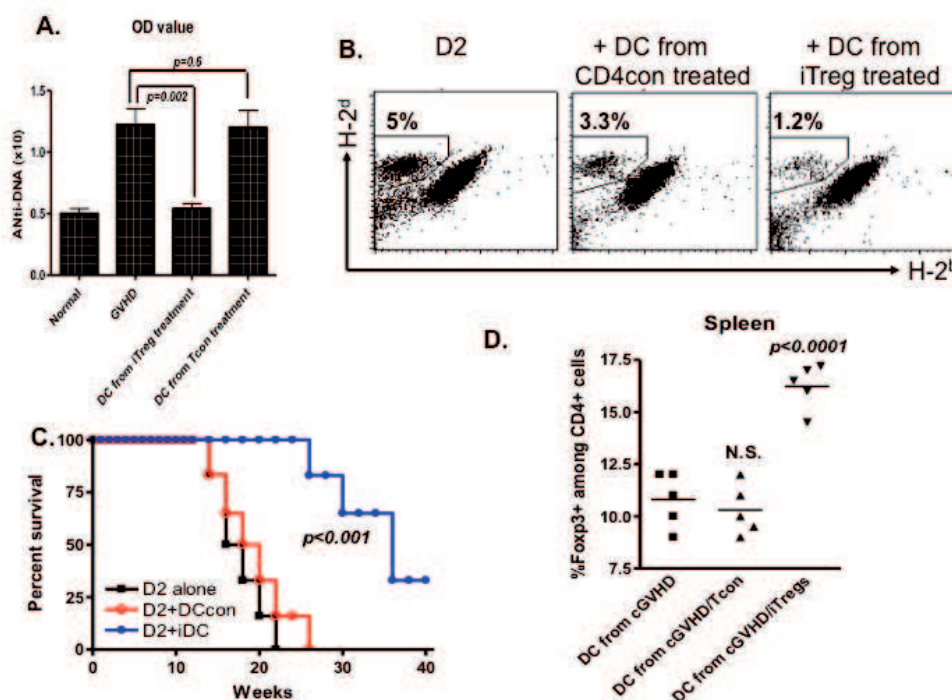 A.
OD value
p=0.6
p=0.002
ANti-DNA (x10)
1.5
1.0
0.5
0.0
Normal
GVHD
DC from iTreg treatment
DC from Tcon treatment
B.
D2
+ DC from
CD4con treated
+ DC from
iTreg treated
H-2d
5%
3.3%
1.2%
H-2b
C.
Percent survival
100
75
50
25
0
p<0.001
D2 alone
D2+DCcon
D2+iDC
0
10
20
30
40
Weeks
D.
Spleen
p<0.0001
N.S.
%Foxp3+ among CD4+ cells
17.5
15.0
12.5
10.0
7.5
DC from cGVHD
DC from cGVHD/Tcon
DC from cGVHD/iTregs